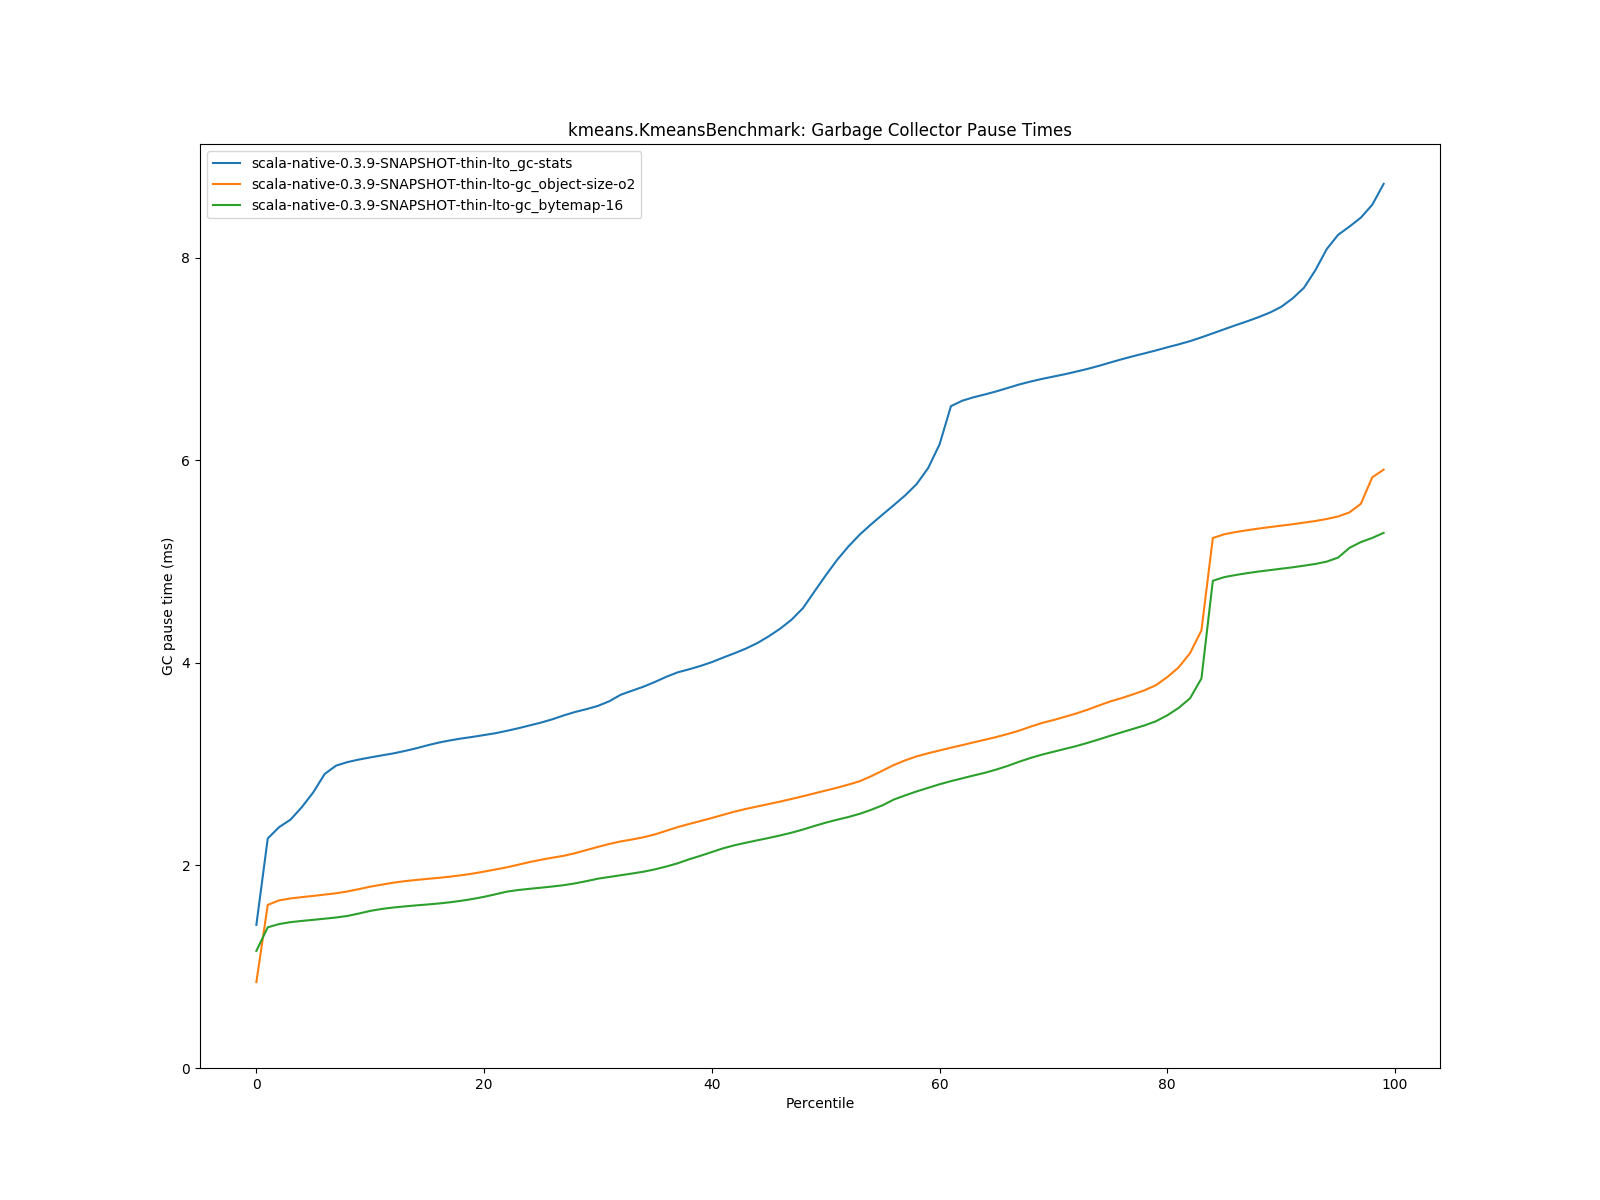 kmeans.KmeansBenchmark: Garbage Collector Pause Times
scala-native-0.3.9-SNAPSHOT-thin-lto_gc-stats
scala-native-0.3.9-SNAPSHOT-thin-lto-gc_object-size-o2
scala-native-0.3.9-SNAPSHOT-thin-lto-gc_bytemap-16
8
6
4
2
0
GC pause time (ms)
0 20 40 60 80 100
Percentile